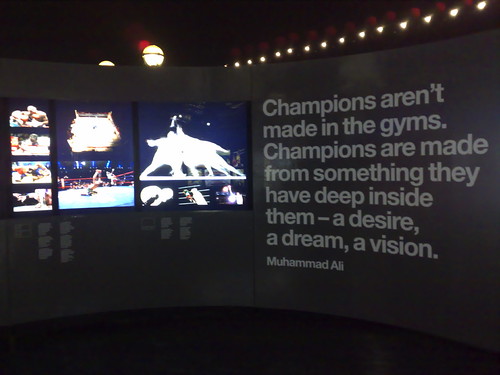 Champions aren't
made in the gyms.
Champions are made
from something they
have deep inside
them – a desire,
a dream, a vision.
Muhammad Ali